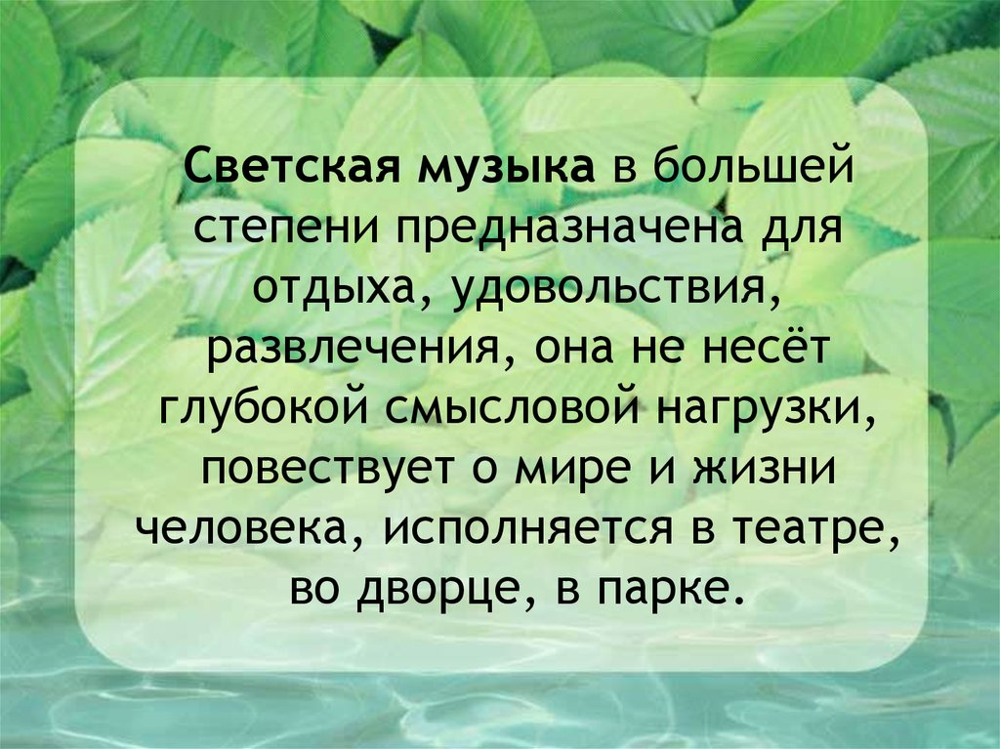 Светская музыка в большей
степени предназначена для
отдыха, удовольствия,
развлечения, она не несёт
глубокой смысловой нагрузки,
повествует о мире и жизни
человека, исполняется в театре,
во дворце, в парке.